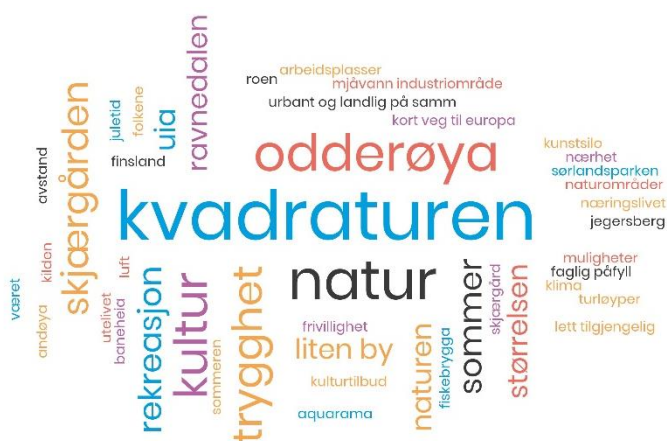 skjærgården
juletid
folkene
uia
ravnedalen
roen
arbeidsplasser
mjåvann industriområde
urbant og landlig på samm
kort veg til europa
avstand
finsland
odderøya
kunstsilo
nærhet
sørlandsparken
naturområder
næringslivet
jegersberg
kvadraturen
været
andøya
kilden
utelivet
baneheia
luft
rekreasjon
kultur
sommeren
trygghet
natur
frivillighet
liten by
kulturtilbud
aquarama
naturen
fiskebrygga
sommer
skjærgård
størrelsen
muligheter
faglig påfyll
klima
turløyper
lett tilgjengelig